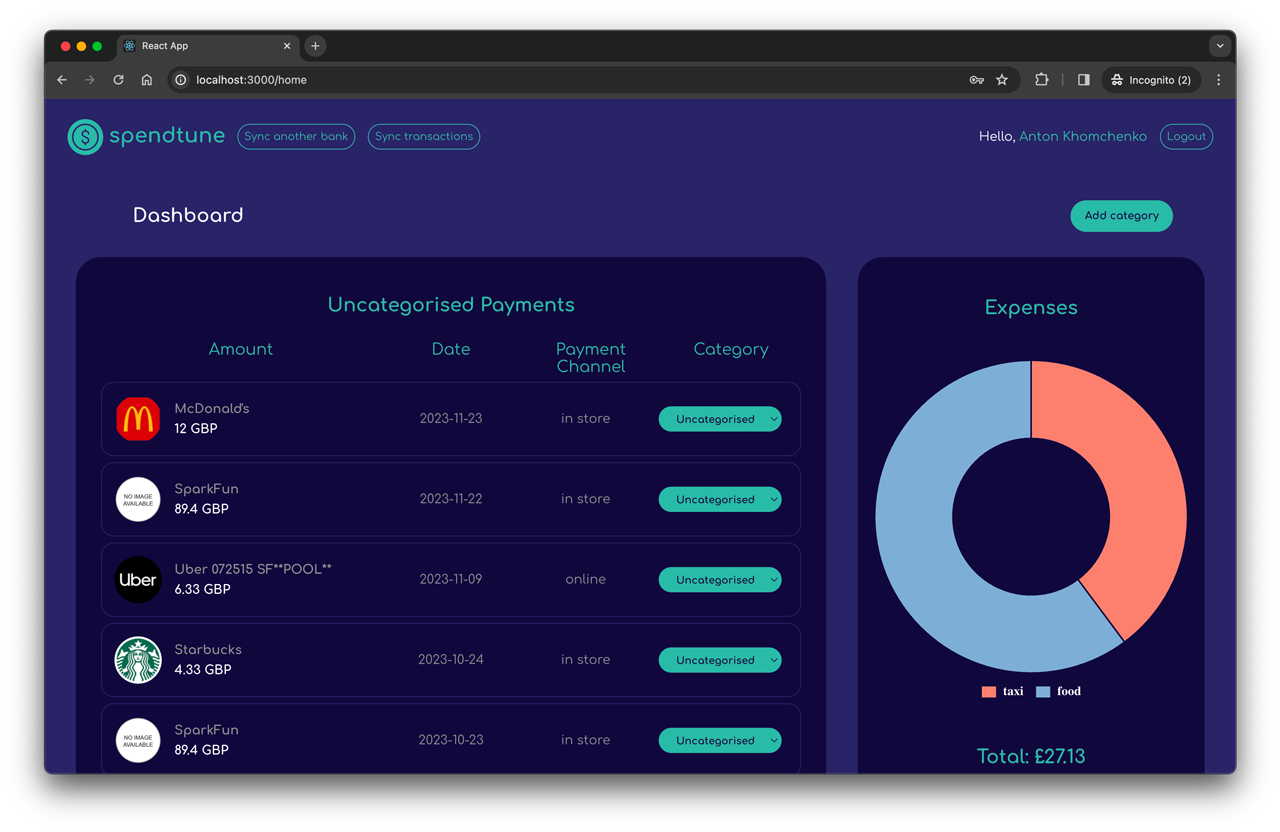 React App
localhost:3000/home
Incognito (2)
$ spendtune
Sync another bank
Sync transactions
Hello, Anton Khomchenko
Logout
Dashboard
Add category
Uncategorised Payments
Amount
Date
Payment
Channel
Category
McDonald's
12 GBP
2023-11-23
in store
Uncategorised
NO IMAGE
AVAILABLE
SparkFun
89.4 GBP
2023-11-22
in store
Uncategorised
Uber
Uber 072515 SF**POOL**
6.33 GBP
2023-11-09
online
Uncategorised
Starbucks
4.33 GBP
2023-10-24
in store
Uncategorised
NO IMAGE
AVAILABLE
SparkFun
89.4 GBP
2023-10-23
in store
Uncategorised
Expenses
taxi
food
Total: £27.13